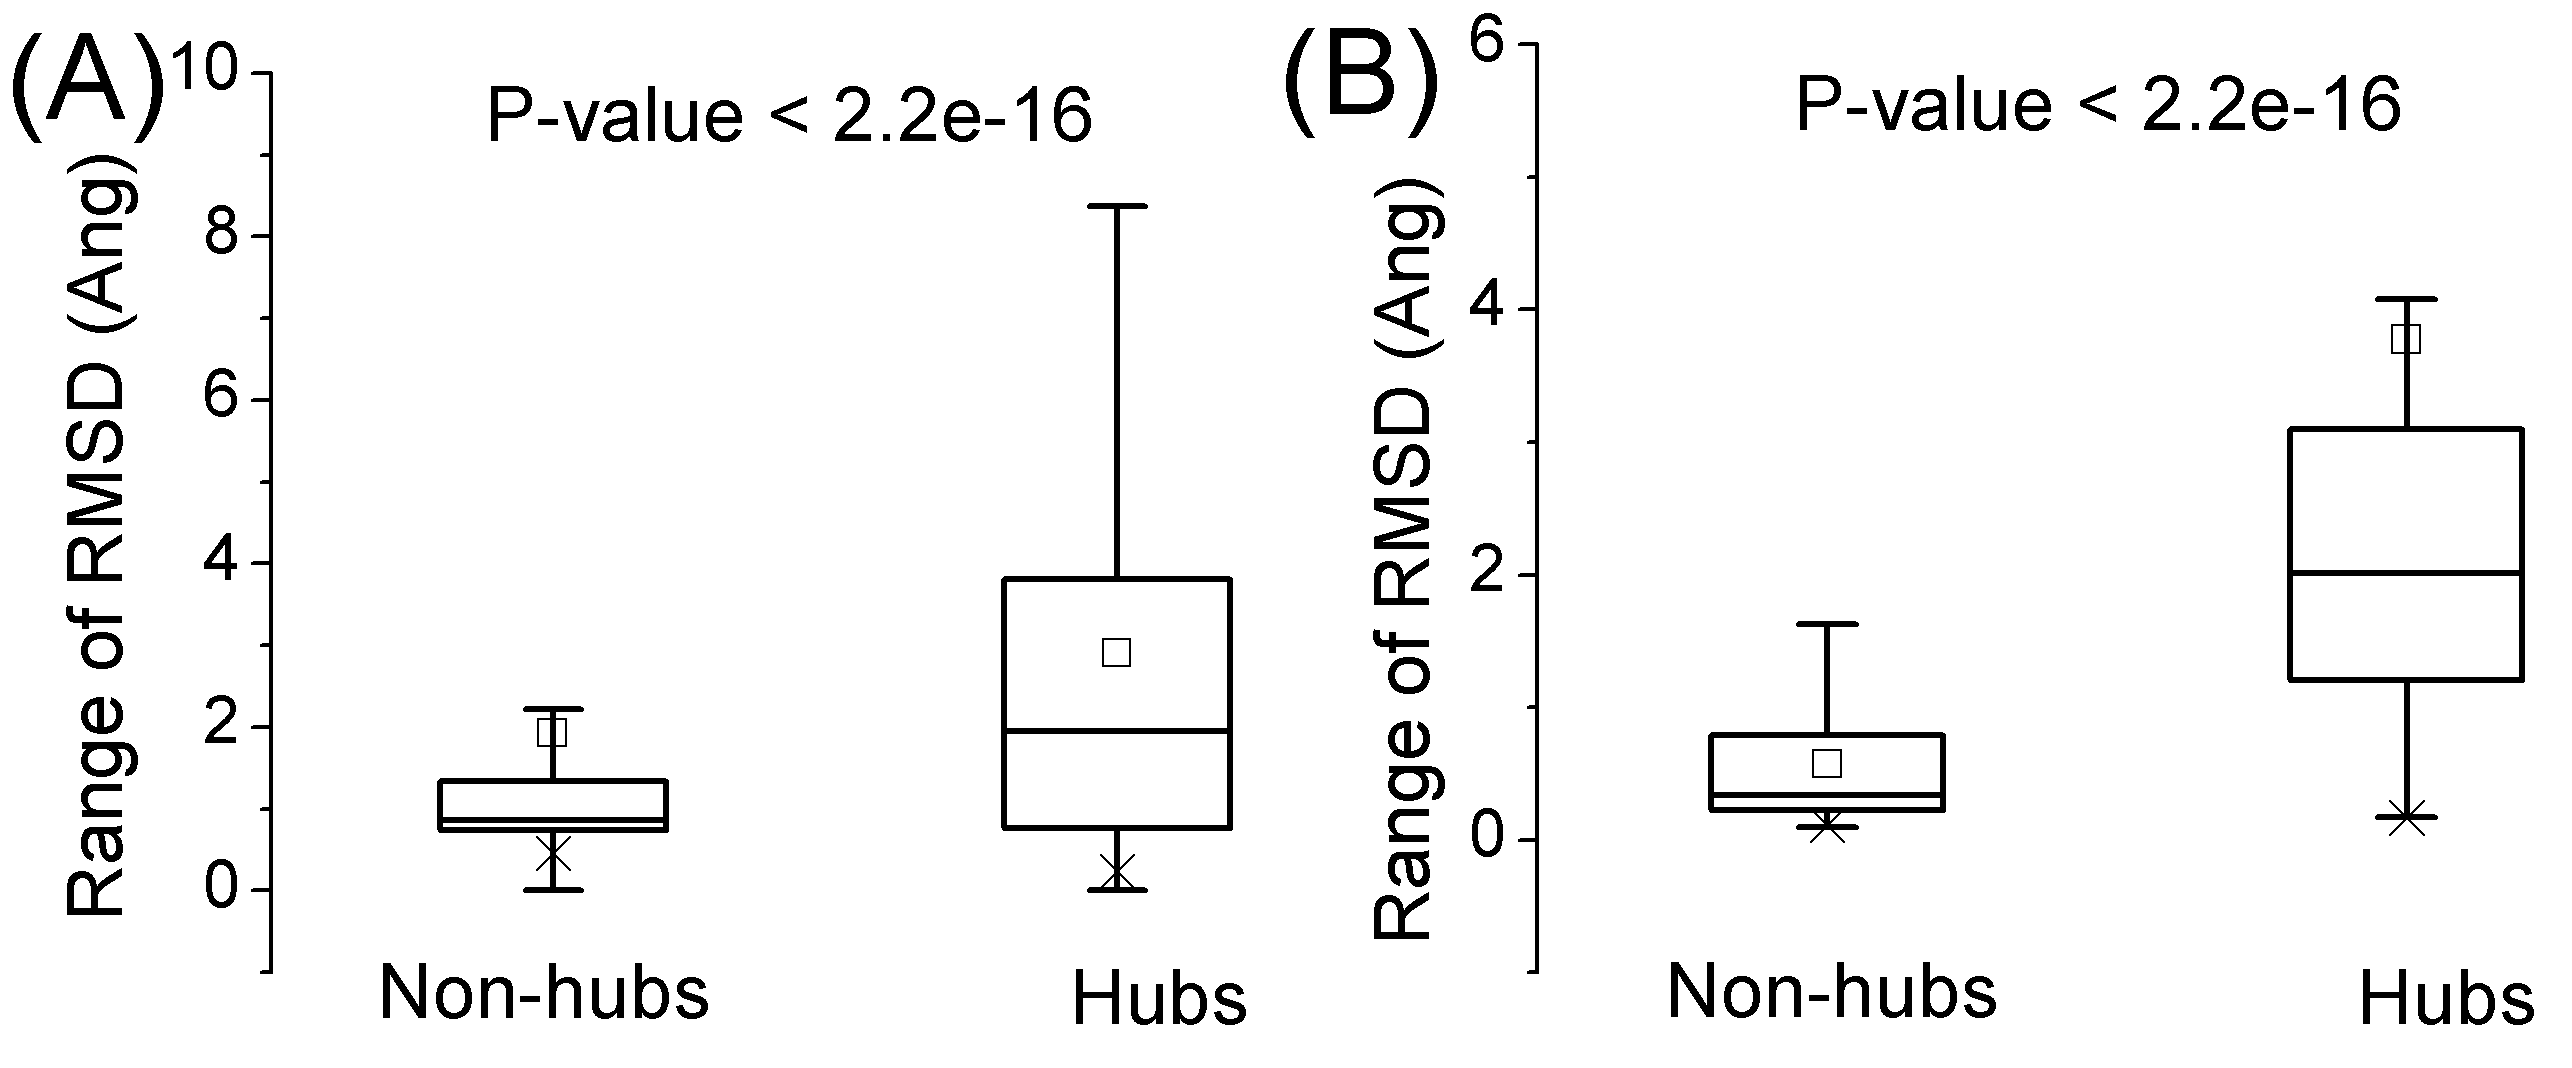 (A)
P-value < 2.2e-16
Range of RMSD (Ang)
10
8
6
4
2
0
Non-hubs
Hubs
(B)
P-value < 2.2e-16
Range of RMSD (Ang)
6
4
2
0
Non-hubs
Hubs